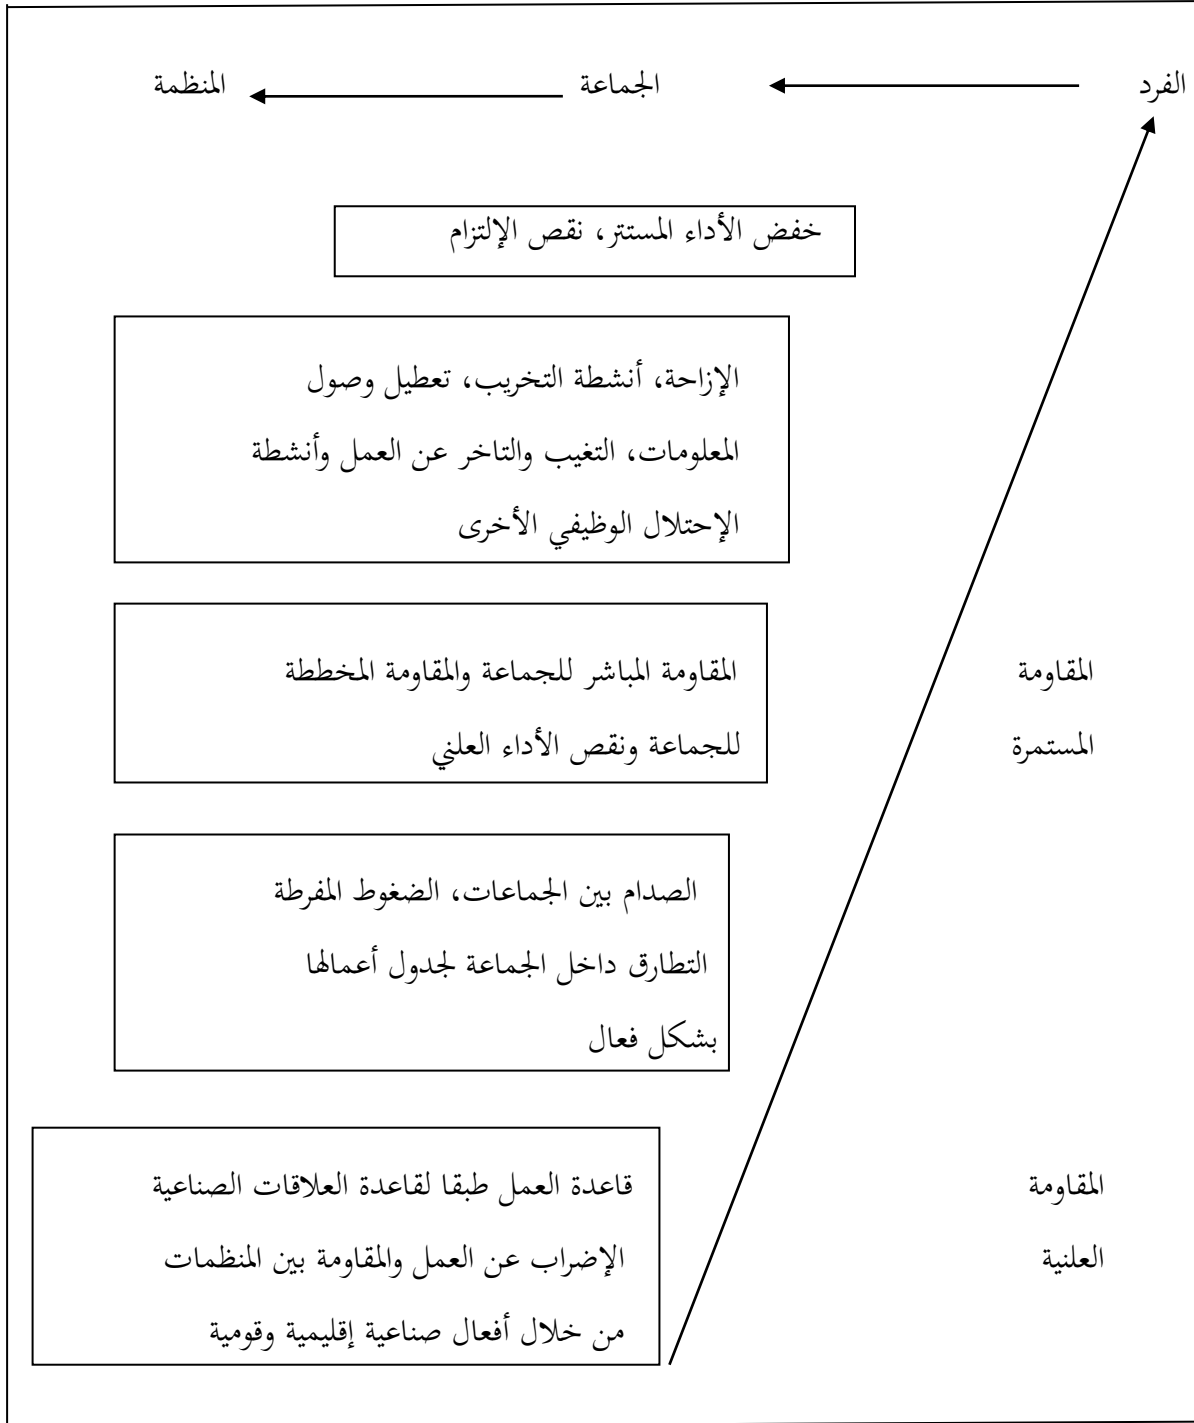 الفرد الجماعة المنظمة
خفض الأداء المستتر، نقص الإلتزام
الإزاحة، أنشطة التخريب، تعطيل وصول
المعلومات، التغيب والتاخر عن العمل وأنشطة
الإحتلال الوظيفي الأخرى
المقاومة
المستمرة
المقاومة المباشر للجماعة والمقاومة المخططة
للجماعة ونقص الأداء العلني
الصدام بين الجماعات، الضغوط المفرطة
التطارق داخل الجماعة لجدول أعمالها
بشكل فعال
المقاومة
العلنية
قاعدة العمل طبقا لقاعدة العلاقات الصناعية
الإضراب عن العمل والمقاومة بين المنظمات
من خلال أفعال صناعية إقليمية وقومية